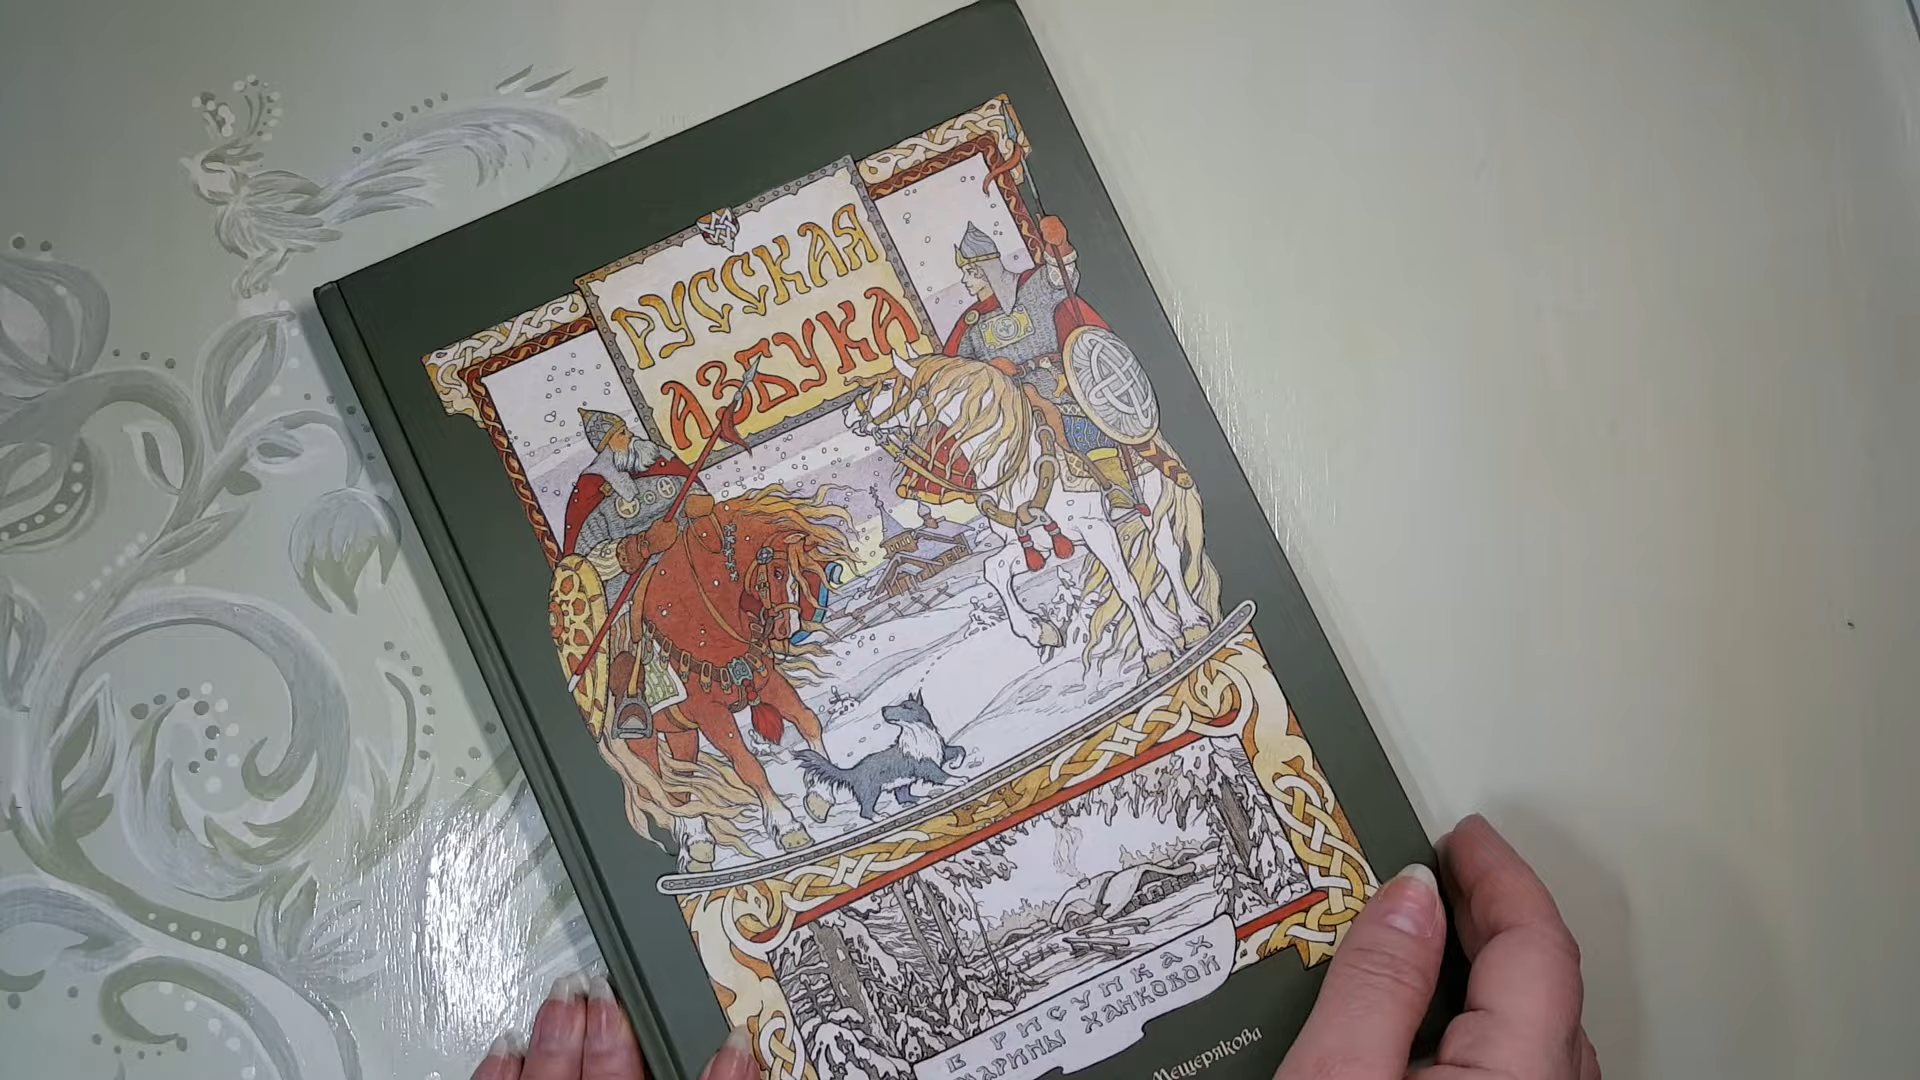 РУССКАЯ
АЗБУКА
В РИСУНКАХ
МАРИНЫ ХАНКОВОЙ
Мещерякова